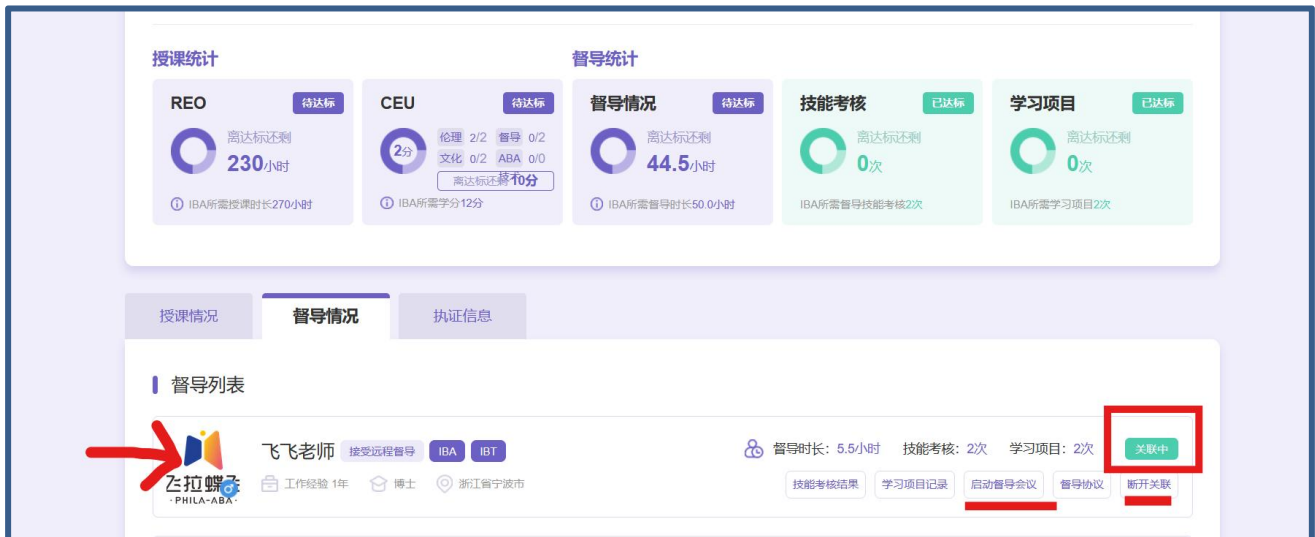 授课统计
督导统计
REO 待达标
离达标还剩
230小时
IBA所需授课时长270小时
CEU 待达标
2分
伦理 2/2 督导 0/2
文化 0/2 ABA技术 0/0
离达标还剩 10分
IBA所需学分12分
督导情况 待达标
离达标还剩
44.5小时
IBA所需督导时长50.0小时
技能考核 已达标
离达标还剩
0次
IBA所需督导技能考核2次
学习项目 已达标
离达标还剩
0次
IBA所需学习项目2次
授课情况 督导情况 执证信息
督导列表
飞拉蝶飞
·PHILA-ABA·
飞飞老师 接受远程督导 IBA IBT
工作经验 1年 博士 浙江省宁波市
督导时长：5.5小时 技能考核：2次 学习项目：2次 关联中
技能考核结果 学习项目记录 启动督导会议 督导协议 断开关联